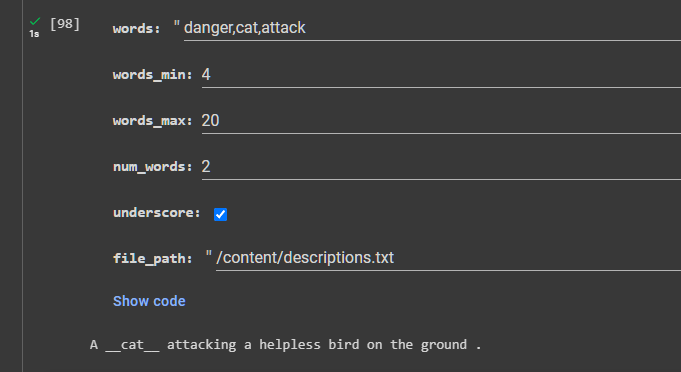 [98] words: " danger,cat,attack
1s
words_min: 4
words_max: 20
num_words: 2
underscore:
file_path: " /content/descriptions.txt
Show code
A __cat__ attacking a helpless bird on the ground .